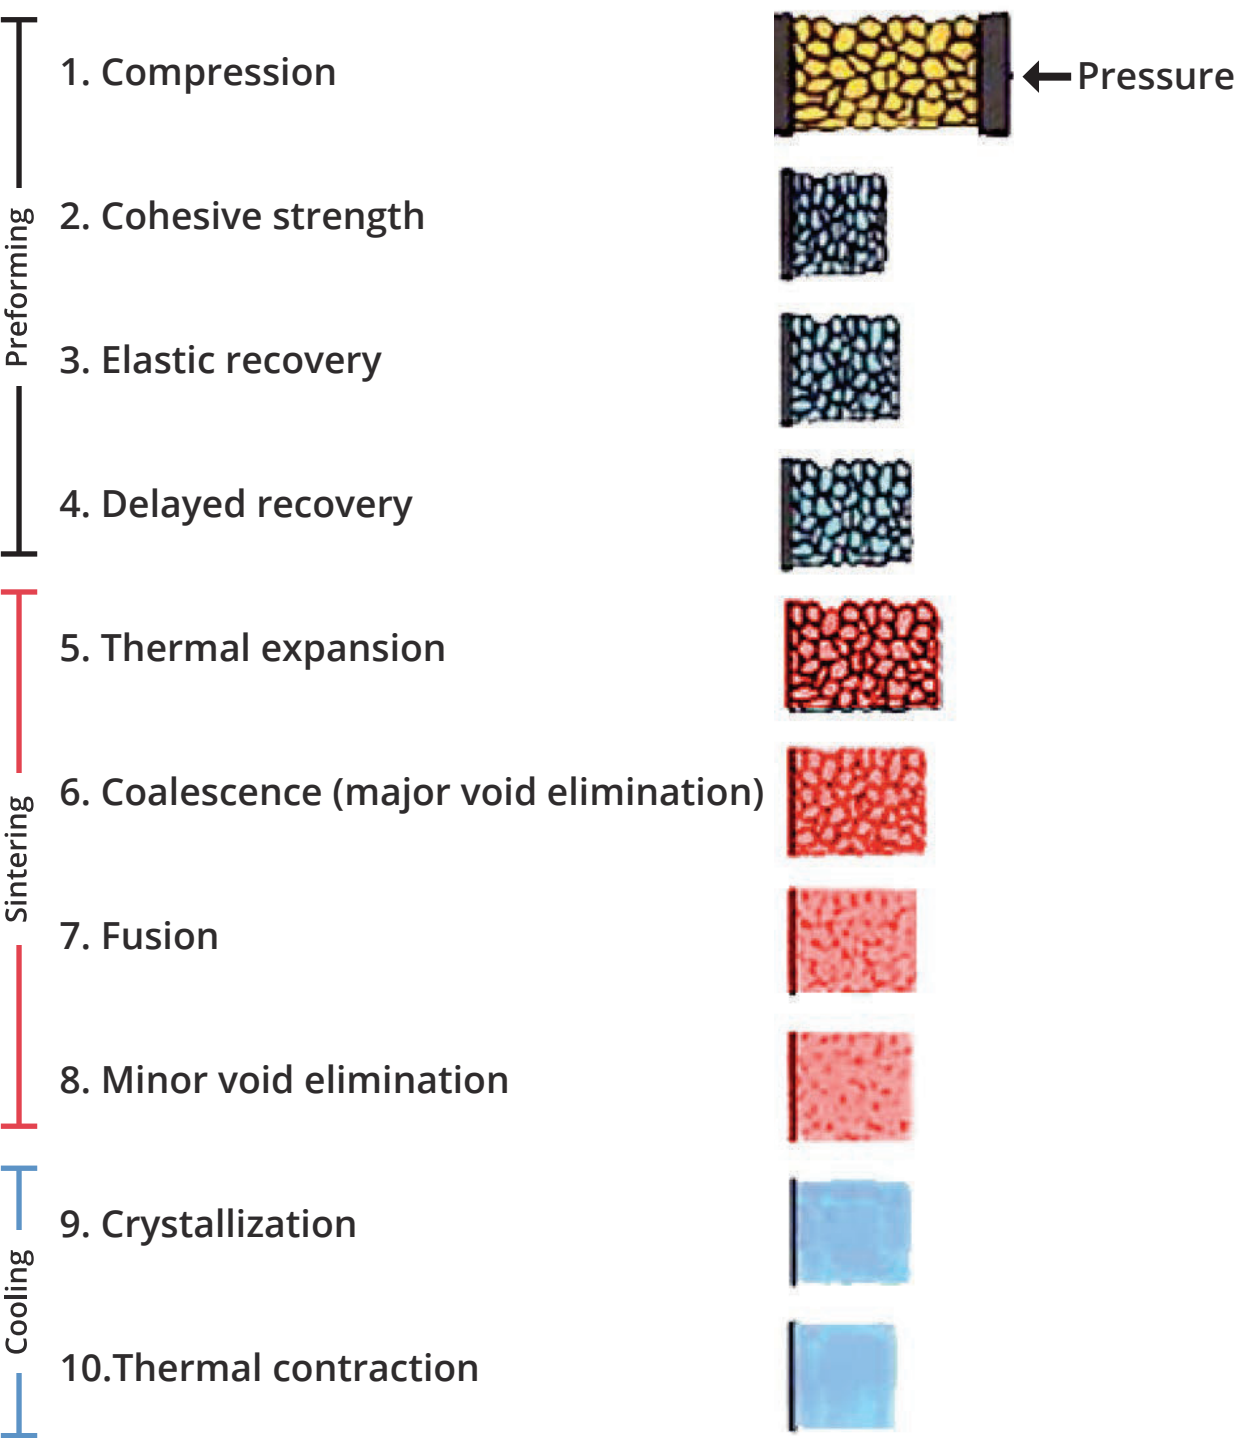 Preforming
1. Compression
Pressure
2. Cohesive strength
3. Elastic recovery
4. Delayed recovery
Sintering
5. Thermal expansion
6. Coalescence (major void elimination)
7. Fusion
8. Minor void elimination
Cooling
9. Crystallization
10.Thermal contraction